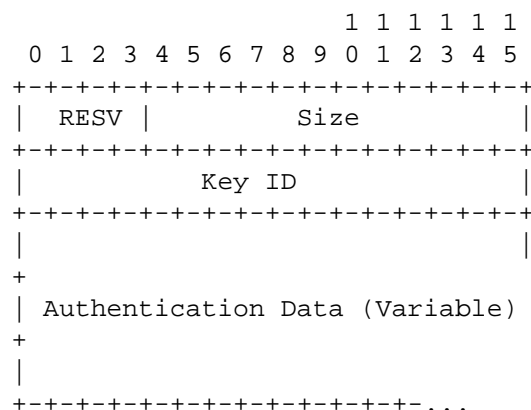 1 1 1 1 1 1
 0 1 2 3 4 5 6 7 8 9 0 1 2 3 4 5
+-+-+-+-+-+-+-+-+-+-+-+-+-+-+-+-+
|  RESV |          Size         |
+-+-+-+-+-+-+-+-+-+-+-+-+-+-+-+-+
|            Key ID             |
+-+-+-+-+-+-+-+-+-+-+-+-+-+-+-+-+
|                               |
+
| Authentication Data (Variable)
+
|
+-+-+-+-+-+-+-+-+-+-+-+-+-+-...